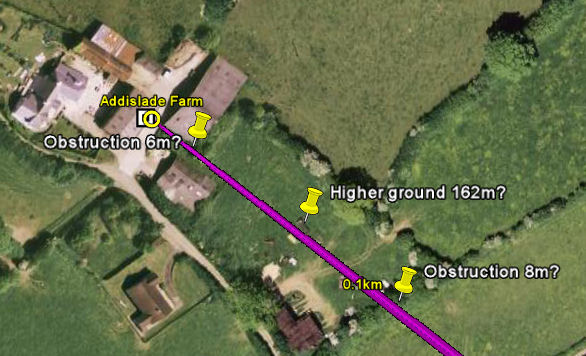 Addislade Farm
Obstruction 6m?
Higher ground 162m?
Obstruction 8m?
0.1km